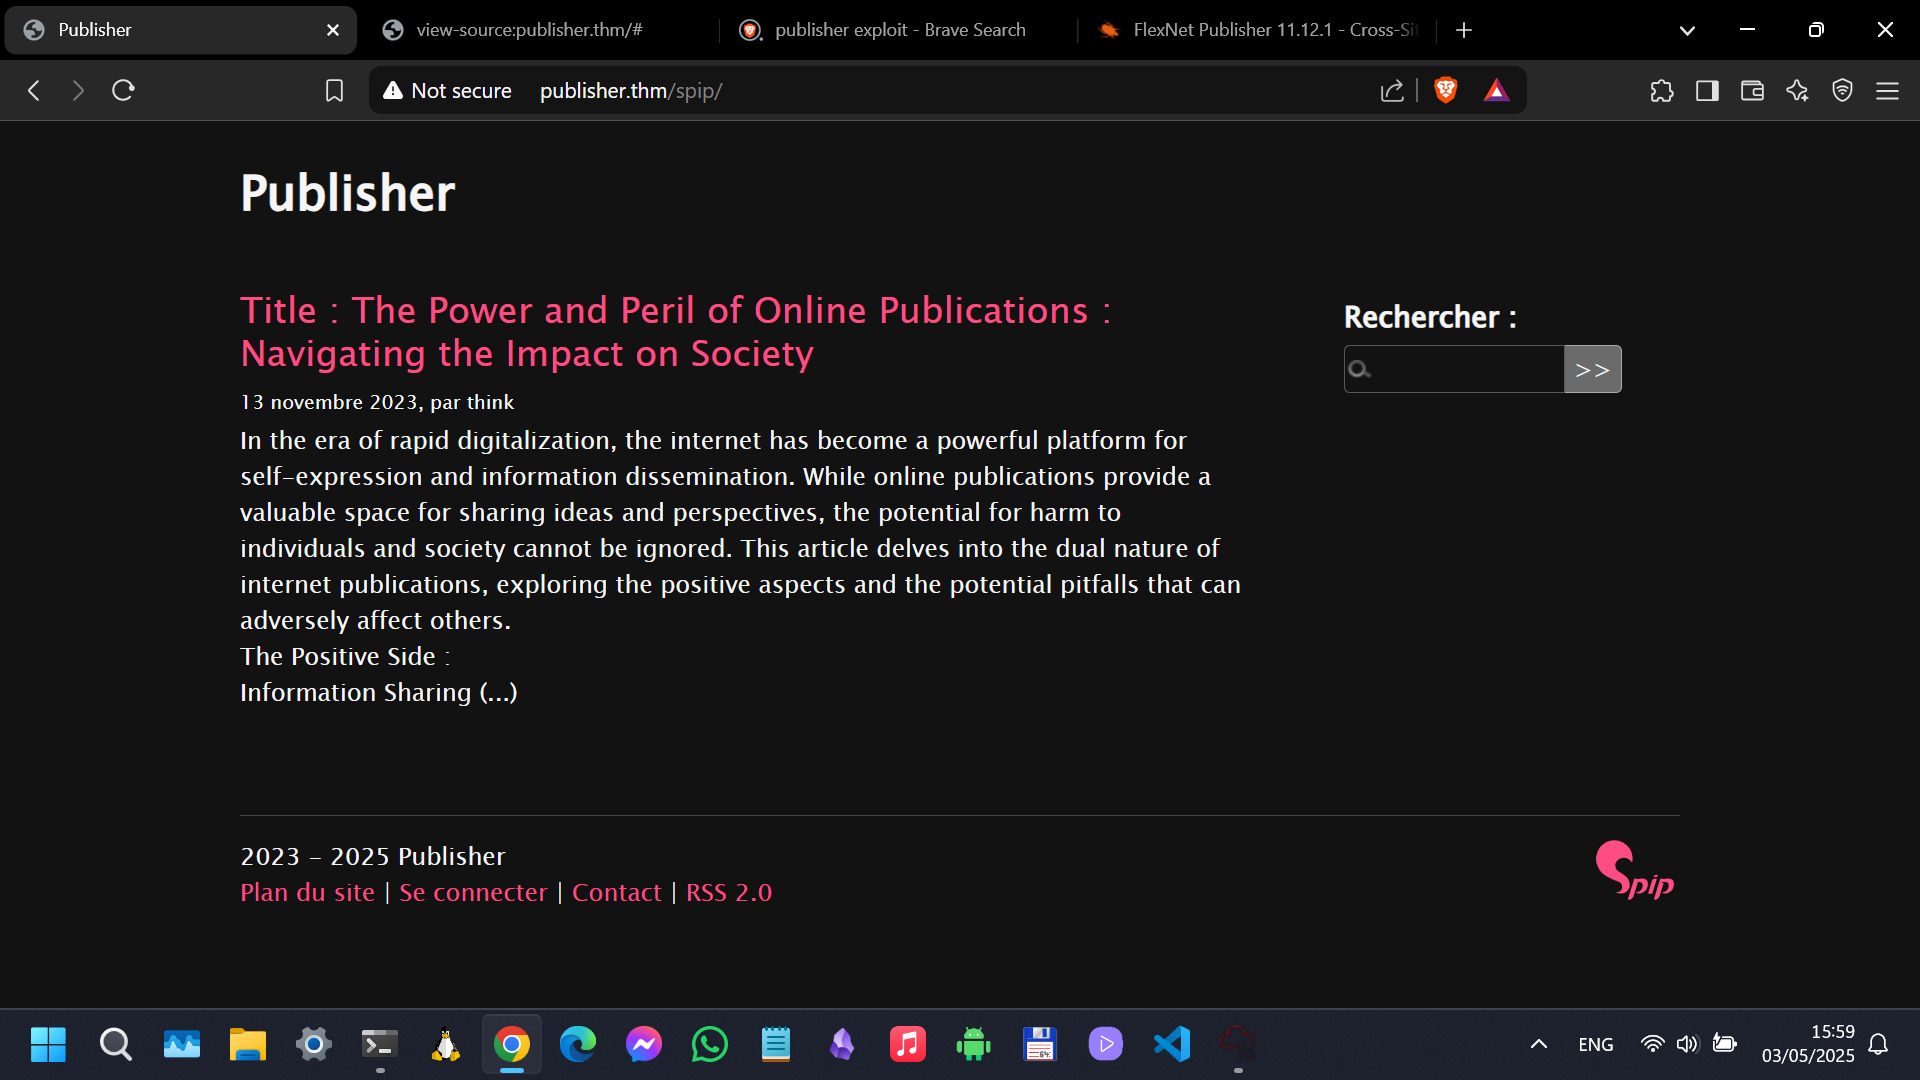 Publisher
view-source:publisher.thm/#
publisher exploit - Brave Search
FlexNet Publisher 11.12.1 - Cross-Sit
Not secure
publisher.thm/spip/
Publisher
Title : The Power and Peril of Online Publications :
Navigating the Impact on Society
13 novembre 2023, par think
In the era of rapid digitalization, the internet has become a powerful platform for
self-expression and information dissemination. While online publications provide a
valuable space for sharing ideas and perspectives, the potential for harm to
individuals and society cannot be ignored. This article delves into the dual nature of
internet publications, exploring the positive aspects and the potential pitfalls that can
adversely affect others.
The Positive Side :
Information Sharing (...)
Rechercher :
>>
2023 - 2025 Publisher
Plan du site | Se connecter | Contact | RSS 2.0
Spip
64:
ENG
15:59
03/05/2025